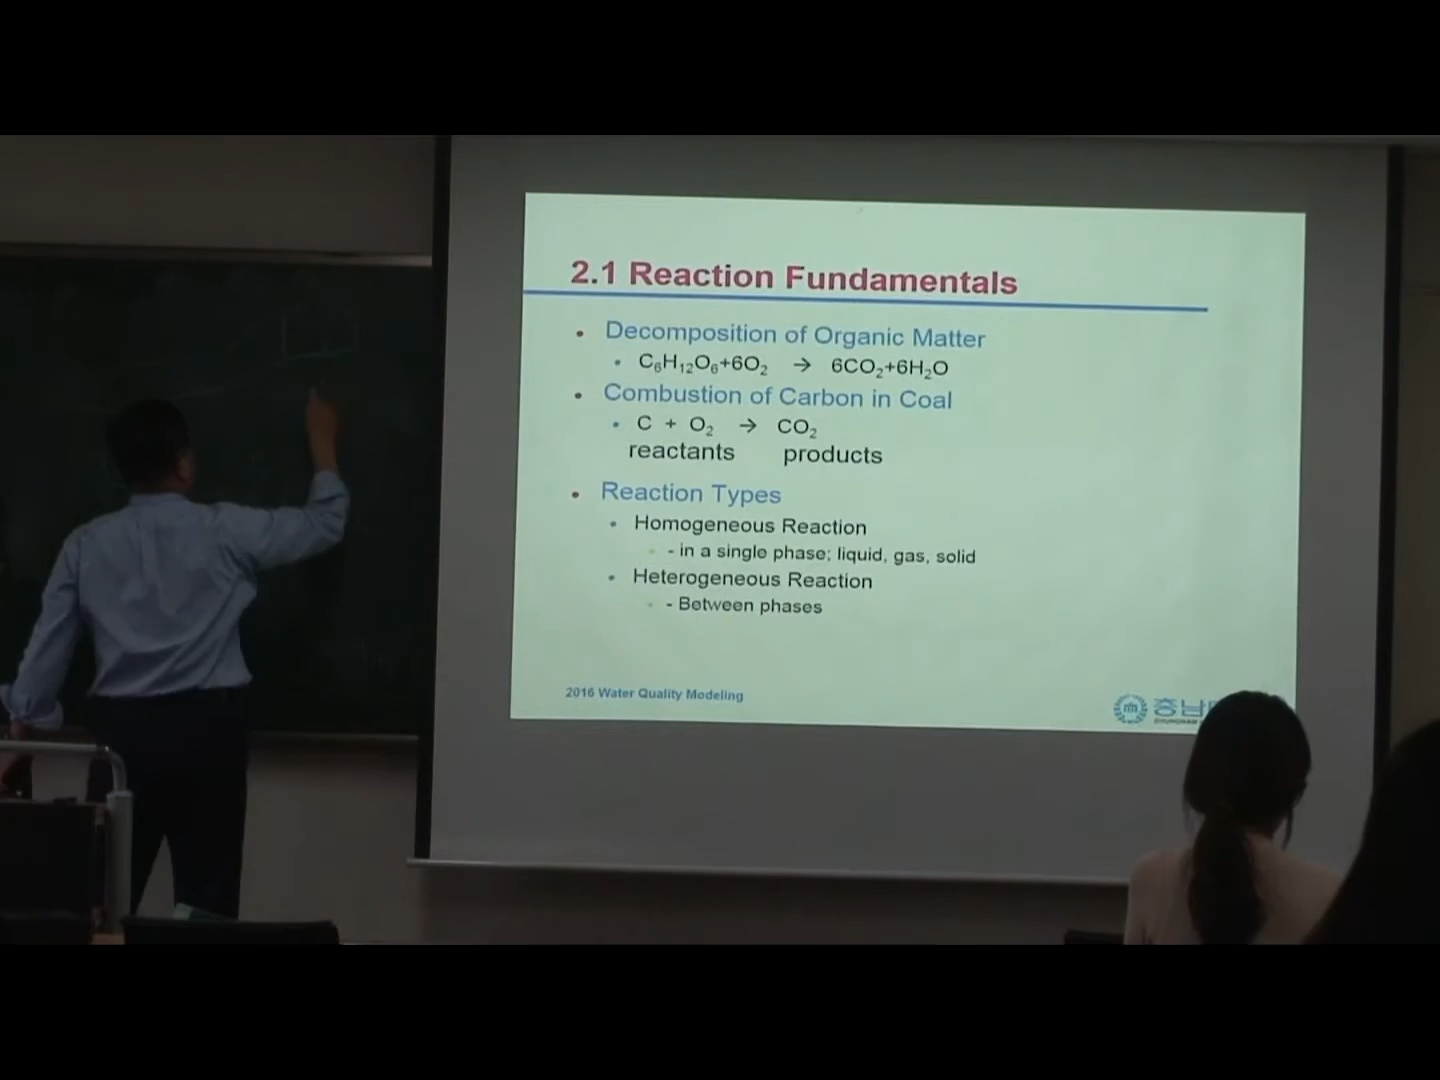 2.1 Reaction Fundamentals
• Decomposition of Organic Matter
• C₆H₁₂O₆+6O₂ → 6CO₂+6H₂O
• Combustion of Carbon in Coal
• C + O₂ → CO₂
reactants products
• Reaction Types
• Homogeneous Reaction
- in a single phase; liquid, gas, solid
• Heterogeneous Reaction
- Between phases
2016 Water Quality Modeling
충남